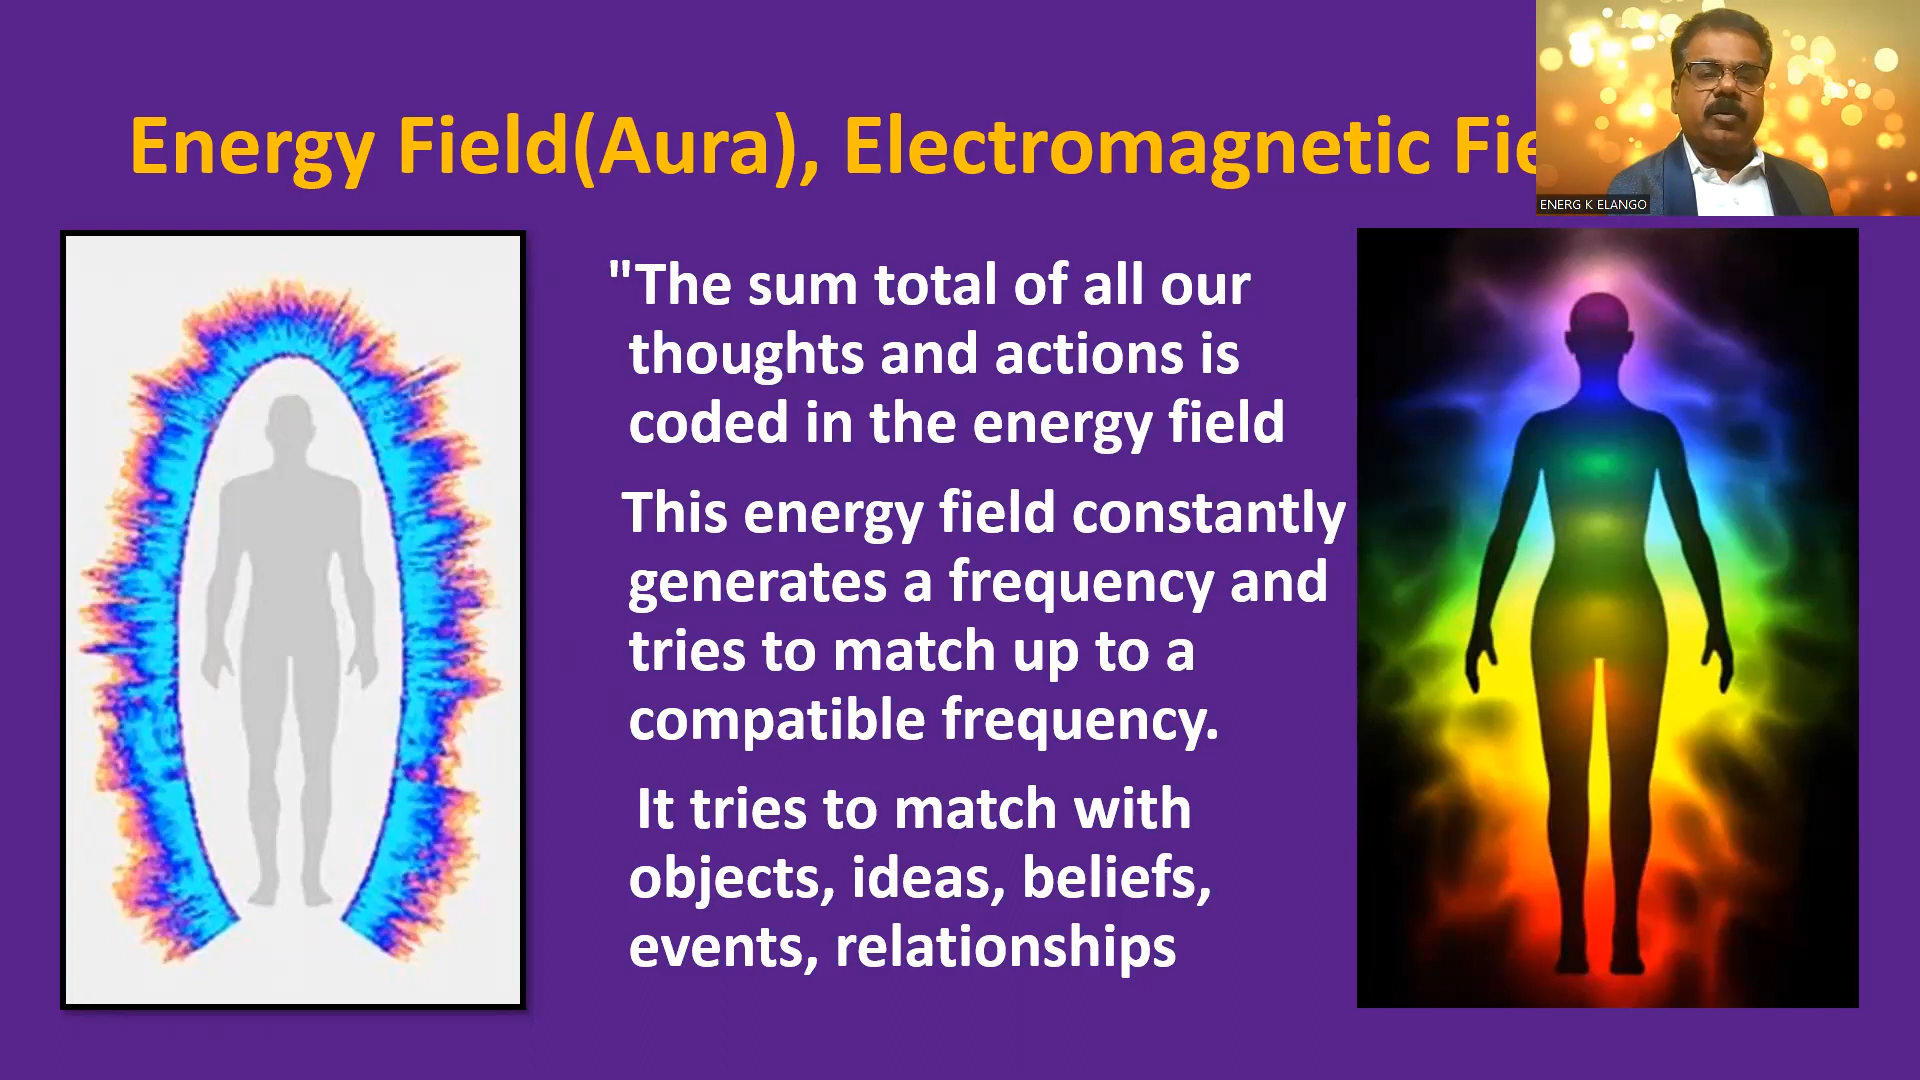 Energy Field(Aura), Electromagnetic Fie
ENERG K ELANGO
"The sum total of all our
thoughts and actions is
coded in the energy field
This energy field constantly
generates a frequency and
tries to match up to a
compatible frequency.
It tries to match with
objects, ideas, beliefs,
events, relationships